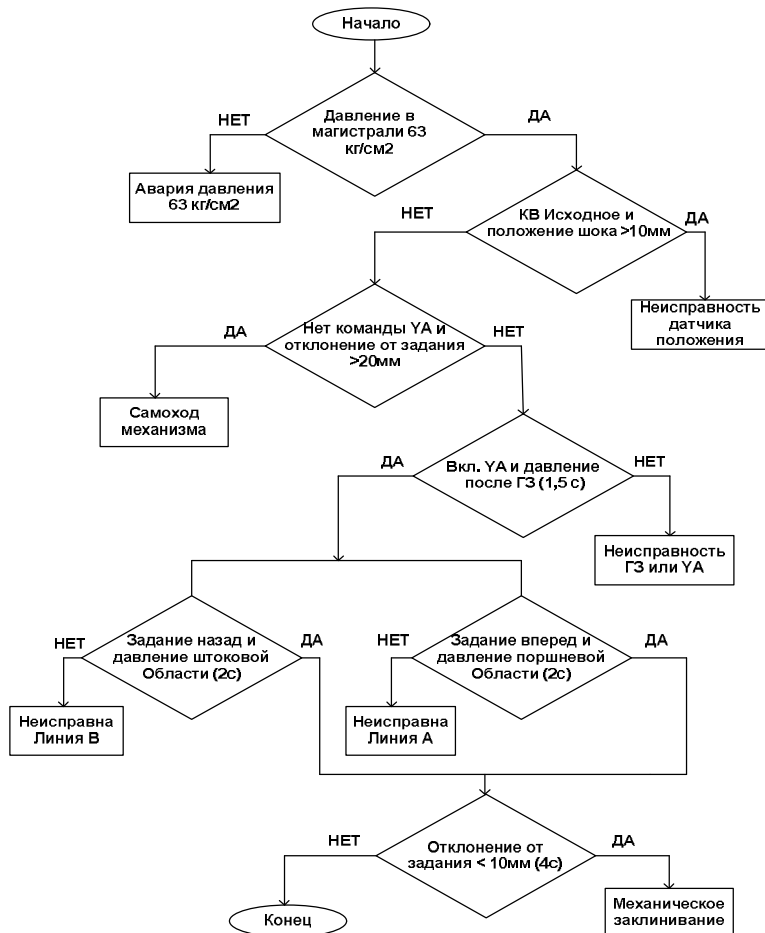 Начало
Давление в
магистрали 63
кг/см2
НЕТ
ДА
Авария давления
63 кг/см2
КВ Исходное и
положение шока >10мм
НЕТ
ДА
Неисправность
датчика
положения
Нет команды YA и
отклонение от задания
>20мм
ДА
НЕТ
Самоход
механизма
Вкл. YA и давление
после ГЗ (1,5 с)
ДА
НЕТ
Неисправность
ГЗ или YA
Задание назад и
давление штоковой
Области (2с)
НЕТ
ДА
Задание вперед и
давление поршневой
Области (2с)
НЕТ
ДА
Неисправна
Линия В
Неисправна
Линия А
Отклонение от
задания < 10мм (4с)
НЕТ
ДА
Конец
Механическое
заклинивание